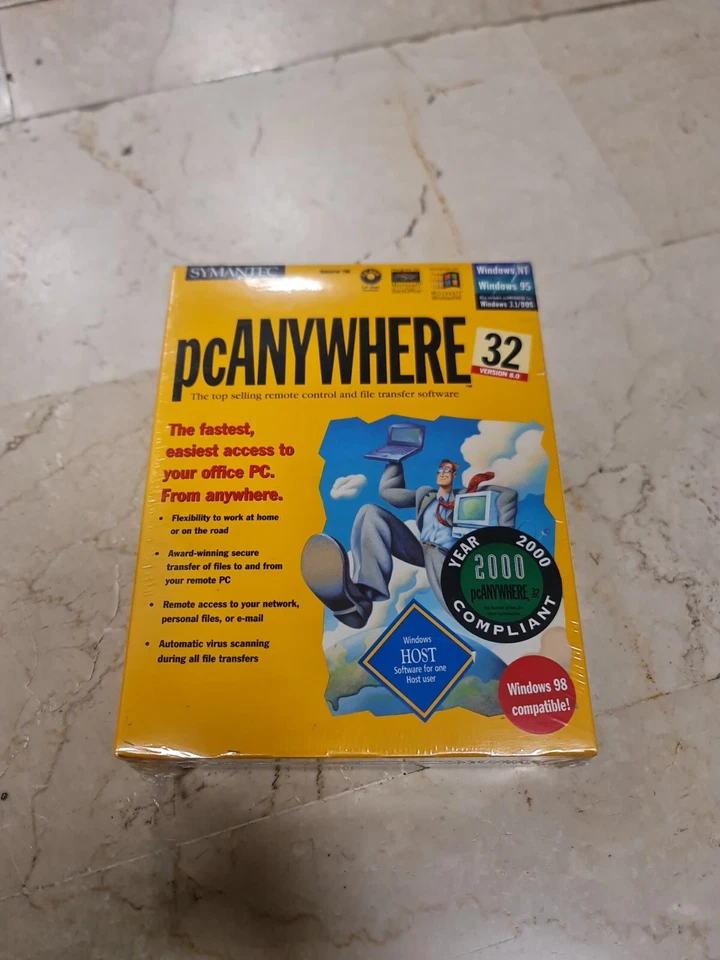 SYMANTEC
Windows NT
Windows 95
Windows 3.1/DOS
pcANYWHERE 32
VERSION 8.0
The top selling remote control and file transfer software
The fastest,
easiest access to
your office PC.
From anywhere.
• Flexibility to work at home
or on the road
• Award-winning secure
transfer of files to and from
your remote PC
• Remote access to your network,
personal files, or e-mail
• Automatic virus scanning
during all file transfers
YEAR 2000
2000
pcANYWHERE 32
COMPLIANT
Windows
HOST
Software for one
Host user
Windows 98
compatible!